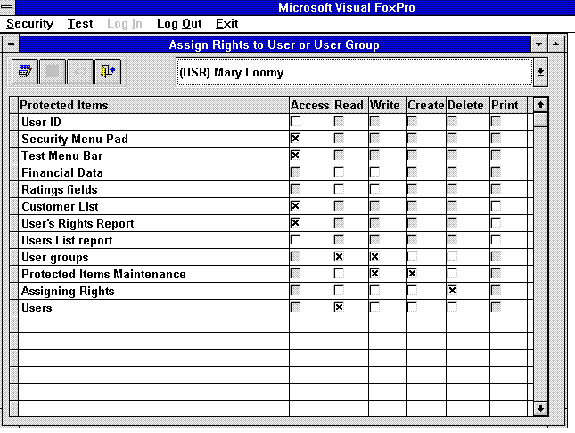 Microsoft Visual FoxPro
Security Test Log In Log Out Exit
Assign Rights to User or User Group
(USR) Mary Loomy
Protected Items Access Read Write Create Delete Print
User ID
Security Menu Pad
Test Menu Bar
Financial Data
Ratings fields
Customer List
User's Rights Report
Users List report
User groups
Protected Items Maintenance
Assigning Rights
Users